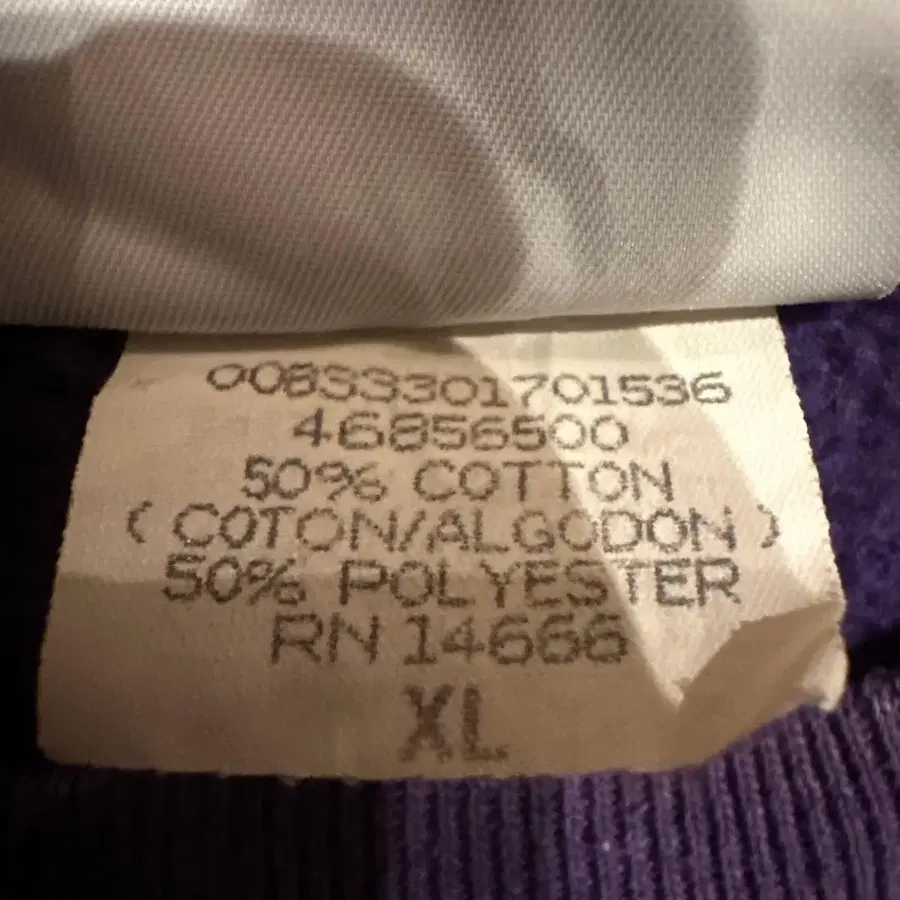 00833301701536
46856500
50% COTTON
(COTON/ALGODON)
50% POLYESTER
RN 14666
XL